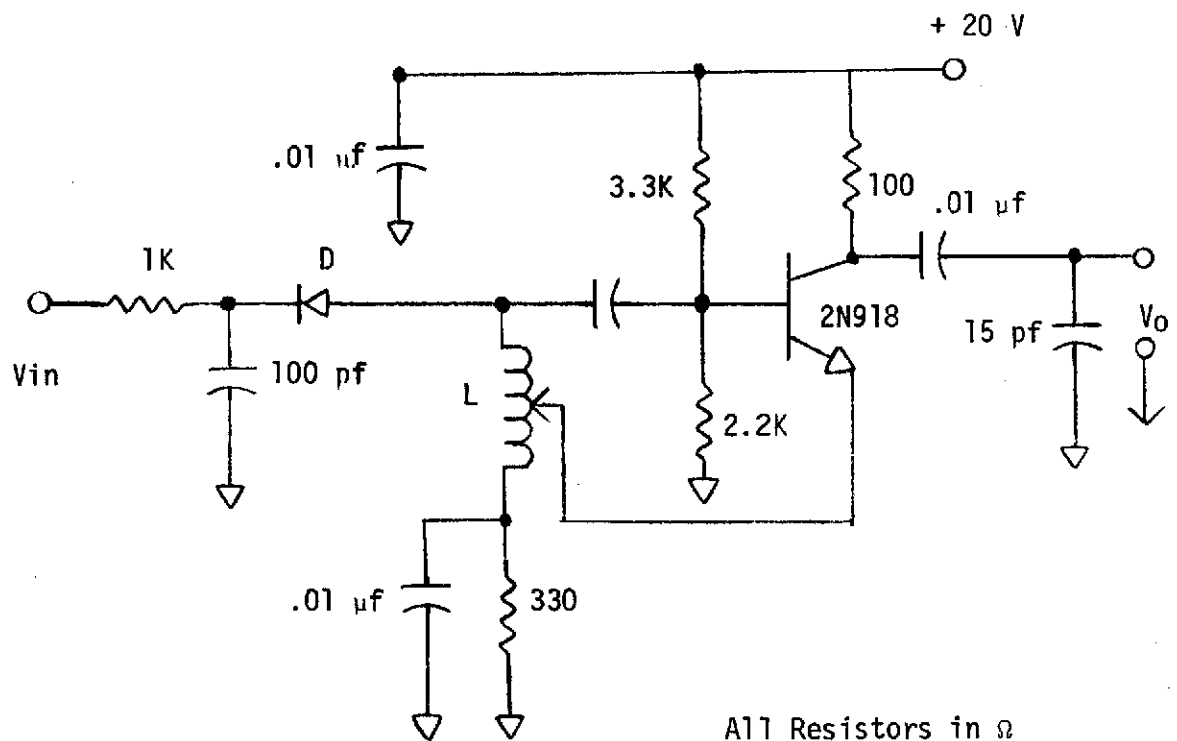 + 20 V
.01 µf
3.3K
100
.01 µf
1K
D
2N918
Vin
100 pf
L
2.2K
15 pf
Vo
.01 µf
330
All Resistors in Ω